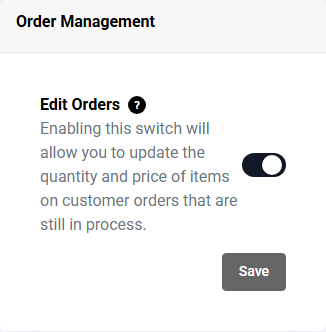 Order Management
Edit Orders ?
Enabling this switch will
allow you to update the
quantity and price of items
on customer orders that are
still in process.
Save